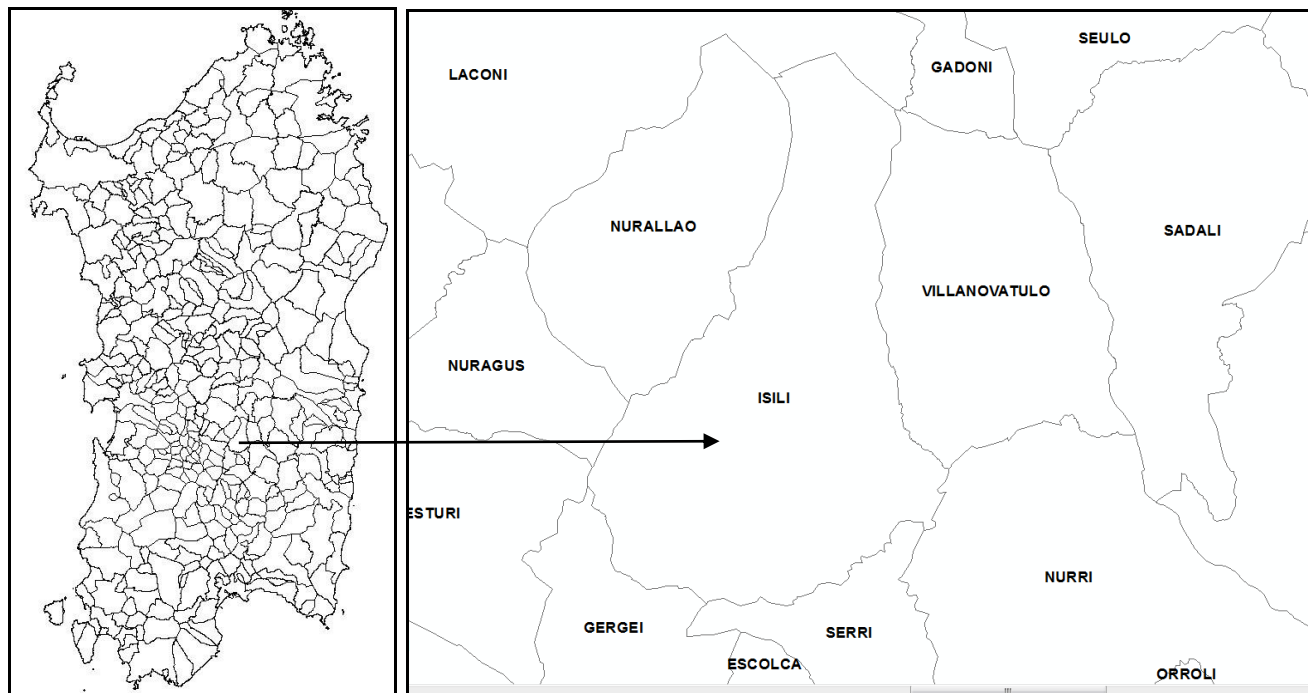 SEULO
GADONI
LACONI
NURALLAO
SADALI
VILLANOVATULO
NURAGUS
ISILI
ESTURI
NURRI
GERGEI
SERRI
ESCOLCA
ORROLI